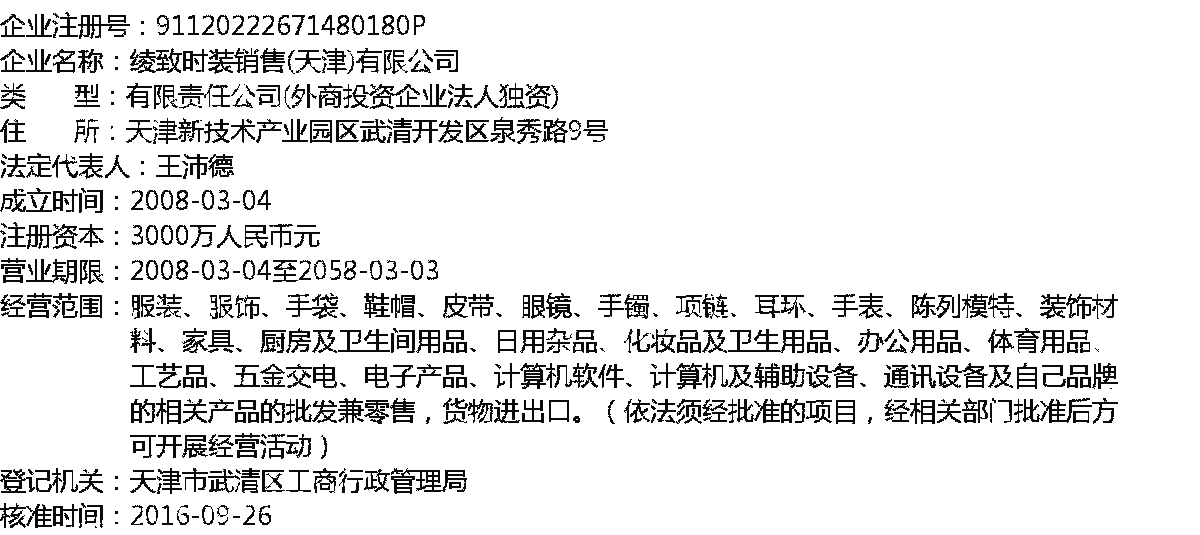 企业注册号：91120222671480180P
企业名称：绫致时装销售(天津)有限公司
类　　型：有限责任公司(外商投资企业法人独资)
住　　所：天津新技术产业园区武清开发区泉秀路9号
法定代表人：王沛德
成立时间：2008-03-04
注册资本：3000万人民币元
营业期限：2008-03-04至2058-03-03
经营范围：服装、服饰、手袋、鞋帽、皮带、眼镜、手镯、项链、耳环、手表、陈列模特、装饰材
料、家具、厨房及卫生间用品、日用杂品、化妆品及卫生用品、办公用品、体育用品、
工艺品、五金交电、电子产品、计算机软件、计算机及辅助设备、通讯设备及自己品牌
的相关产品的批发兼零售，货物进出口。（依法须经批准的项目，经相关部门批准后方
可开展经营活动）
登记机关：天津市武清区工商行政管理局
核准时间：2016-09-26